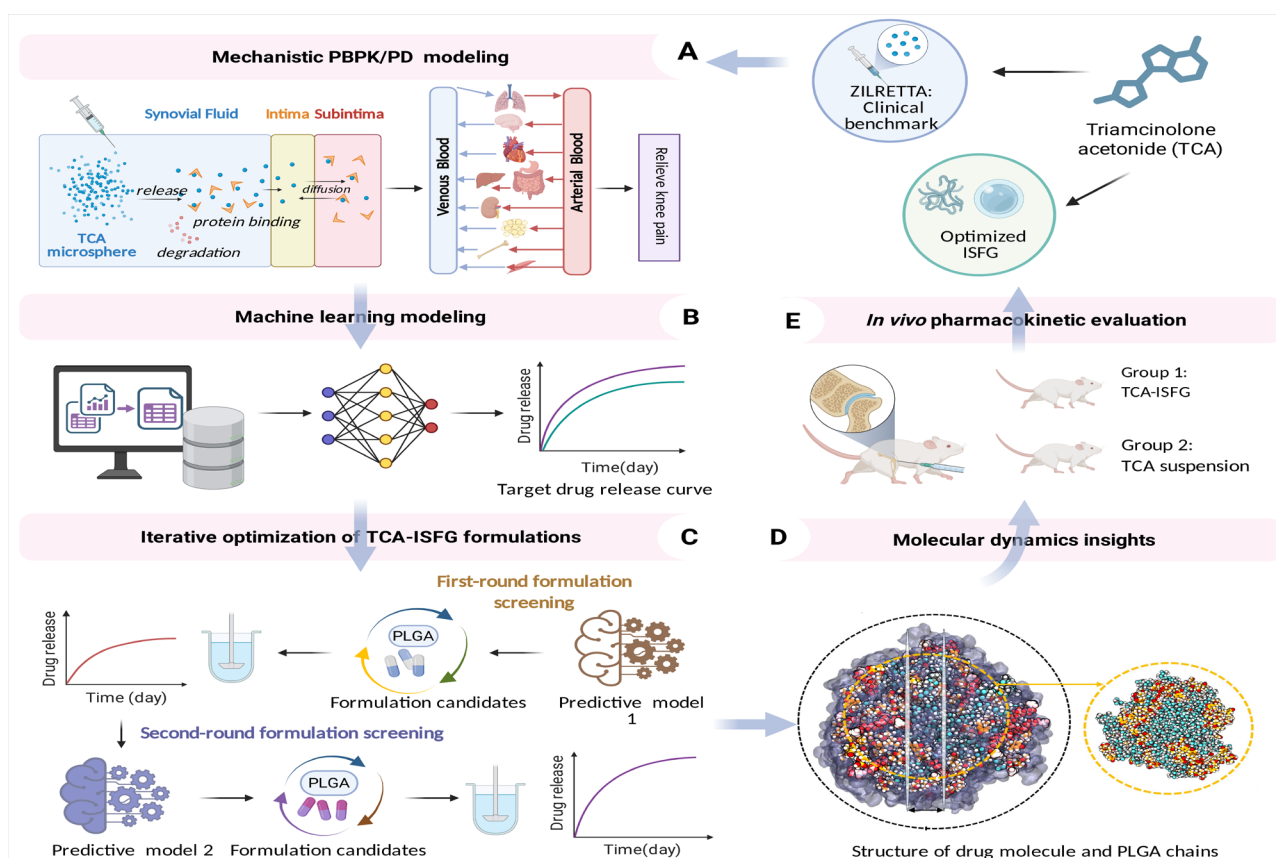 Mechanistic PBPK/PD modeling
A
Synovial Fluid
Intima
Subintima
release
diffusion
protein binding
TCA
microsphere
degradation
Venous Blood
Arterial Blood
Relieve knee pain
ZILRETTA:
Clinical
benchmark
Triamcinolone
acetonide (TCA)
Optimized
ISFG
Machine learning modeling
B
Drug release
Time(day)
Target drug release curve
E
In vivo pharmacokinetic evaluation
Group 1:
TCA-ISFG
Group 2:
TCA suspension
Iterative optimization of TCA-ISFG formulations
C
First-round formulation
screening
Drug release
Time (day)
PLGA
Formulation candidates
Predictive model
1
Second-round formulation screening
PLGA
Predictive model 2
Formulation candidates
Drug release
Time (day)
D
Molecular dynamics insights
Structure of drug molecule and PLGA chains